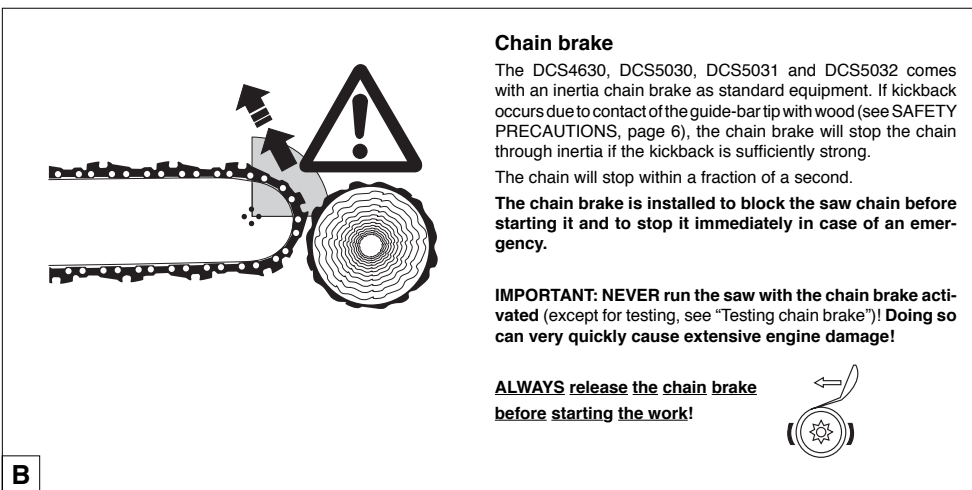 Chain brake
The DCS4630, DCS5030, DCS5031 and DCS5032 comes
with an inertia chain brake as standard equipment. If kickback
occurs due to contact of the guide-bar tip with wood (see SAFETY
PRECAUTIONS, page 6), the chain brake will stop the chain
through inertia if the kickback is sufficiently strong.
The chain will stop within a fraction of a second.
The chain brake is installed to block the saw chain before
starting it and to stop it immediately in case of an emer-
gency.
IMPORTANT: NEVER run the saw with the chain brake acti-
vated (except for testing, see “Testing chain brake”)! Doing so
can very quickly cause extensive engine damage!
ALWAYS release the chain brake
before starting the work!
B